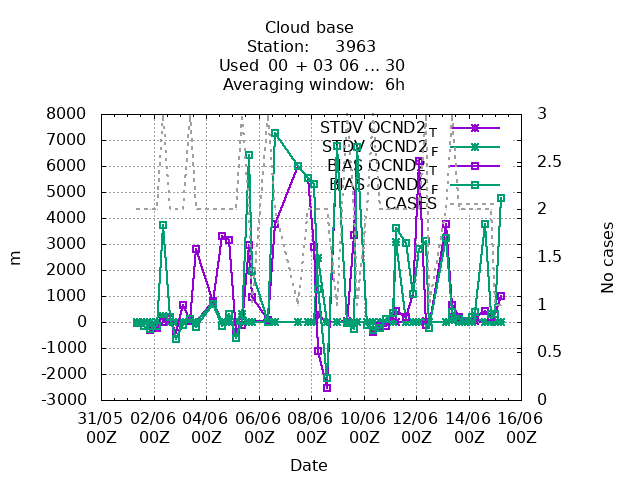 Cloud base
Station: 3963
Used 00 + 03 06 ... 30
Averaging window: 6h
8000
7000
6000
5000
4000
3000
2000
1000
0
-1000
-2000
-3000
m
3
2.5
2
1.5
1
0.5
0
No cases
STDV OCND2 T
STDV OCND2 F
BIAS OCND2 T
BIAS OCND2 F
CASES
31/05 02/06 04/06 06/06 08/06 10/06 12/06 14/06 16/06
00Z 00Z 00Z 00Z 00Z 00Z 00Z 00Z 00Z
Date